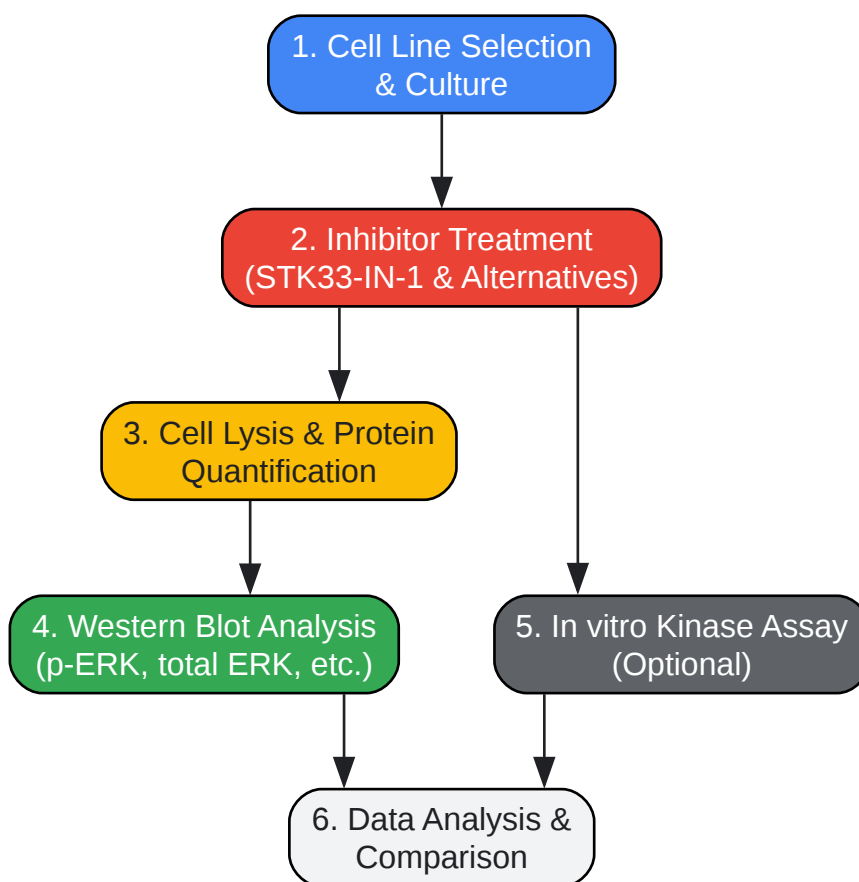 1. Cell Line Selection
& Culture
2. Inhibitor Treatment
(STK33-IN-1 & Alternatives)
3. Cell Lysis & Protein
Quantification
4. Western Blot Analysis
(p-ERK, total ERK, etc.)
5. In vitro Kinase Assay
(Optional)
6. Data Analysis &
Comparison